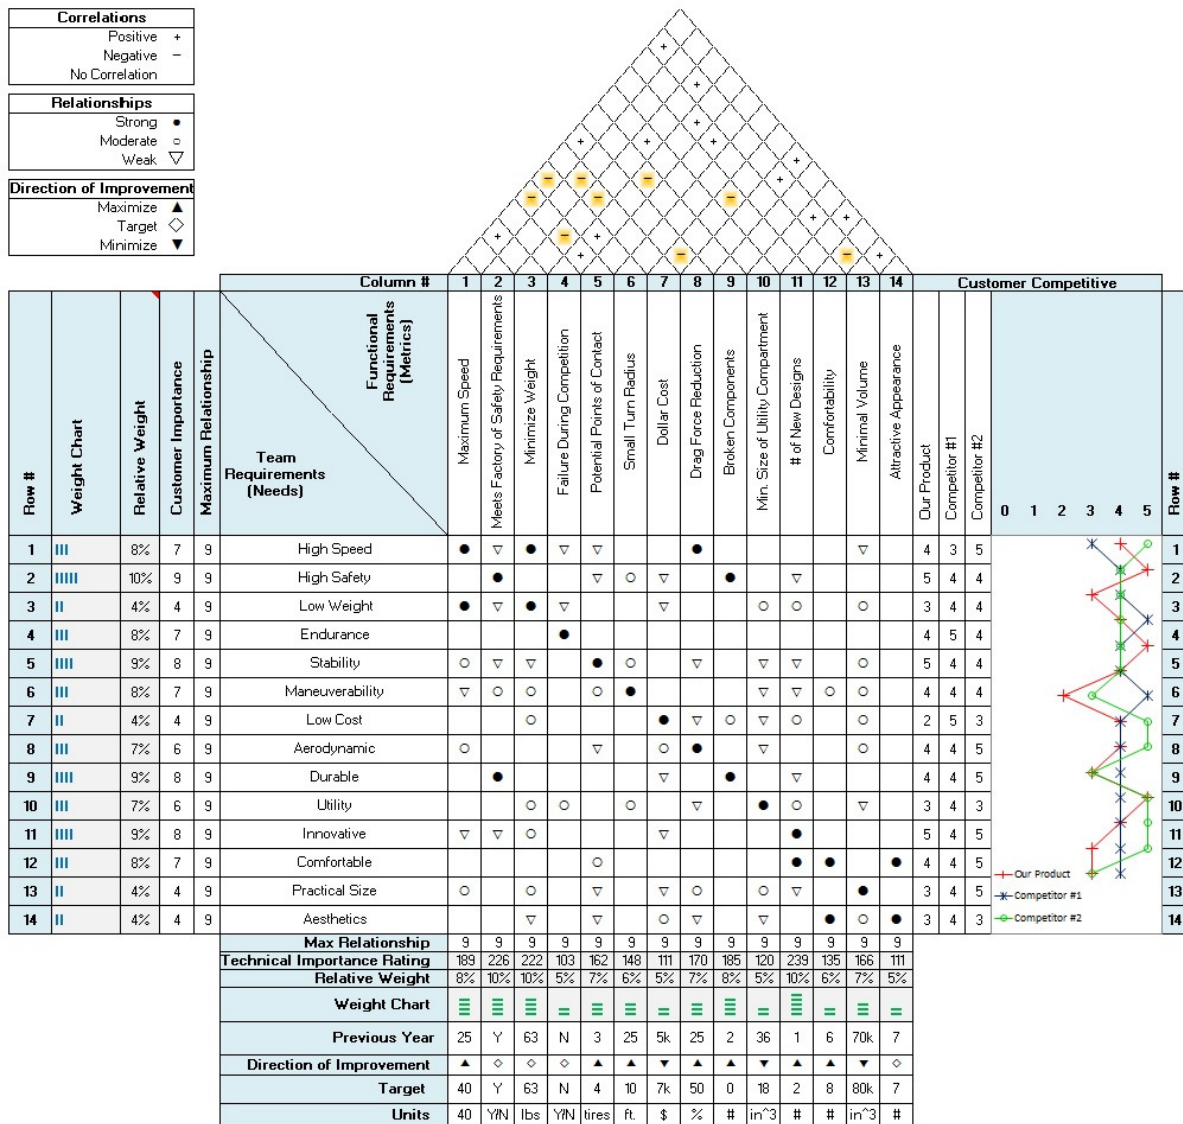 Correlations
Positive +
Negative −
No Correlation
Relationships
Strong ●
Moderate ○
Weak ▽
Direction of Improvement
Maximize ▲
Target ◇
Minimize ▼
Column # 1 2 3 4 5 6 7 8 9 10 11 12 13 14 Customer Competitive
Row #
Weight Chart
Relative Weight
Customer Importance
Maximum Relationship
Team
Requirements
(Needs)
Functional
Requirements
(Metrics)
Maximum Speed
Meets Factory of Safety Requirements
Minimize Weight
Failure During Competition
Potential Points of Contact
Small Turn Radius
Dollar Cost
Drag Force Reduction
Broken Components
Min. Size of Utility Compartment
# of New Designs
Comfortability
Minimal Volume
Attractive Appearance
Our Product
Competitor #1
Competitor #2
0 1 2 3 4 5
Row #
1 8% 7 9 High Speed ● ▽ ● ▽ ▽ ● ▽ 4 3 5 1
2 10% 9 9 High Safety ● ▽ ○ ▽ ● ▽ 5 4 4 2
3 4% 4 9 Low Weight ● ▽ ● ▽ ▽ ○ ○ ○ 3 4 4 3
4 8% 7 9 Endurance ● 4 5 4 4
5 9% 8 9 Stability ○ ▽ ▽ ● ○ ▽ ▽ ▽ ○ 5 4 4 5
6 8% 7 9 Maneuverability ▽ ○ ○ ○ ● ▽ ▽ ○ ○ 4 4 4 6
7 4% 4 9 Low Cost ○ ● ▽ ○ ▽ ○ ○ 2 5 3 7
8 7% 6 9 Aerodynamic ○ ▽ ○ ● ▽ ○ 4 4 5 8
9 9% 8 9 Durable ● ▽ ● ▽ 4 4 5 9
10 7% 6 9 Utility ○ ○ ○ ▽ ● ○ ▽ 3 4 3 10
11 9% 8 9 Innovative ▽ ▽ ○ ▽ ● 5 4 5 11
12 8% 7 9 Comfortable ○ ● ● ● 4 4 5 12
13 4% 4 9 Practical Size ○ ○ ▽ ▽ ○ ○ ▽ ● 3 4 5 13
14 4% 4 9 Aesthetics ▽ ▽ ○ ▽ ▽ ● ○ ● 3 4 3 14
Our Product
Competitor #1
Competitor #2
Max Relationship 9 9 9 9 9 9 9 9 9 9 9 9 9 9
Technical Importance Rating 189 226 222 103 162 148 111 170 185 120 239 135 166 111
Relative Weight 8% 10% 10% 5% 7% 6% 5% 7% 8% 5% 10% 6% 7% 5%
Weight Chart
Previous Year 25 Y 63 N 3 25 5k 25 2 36 1 6 70k 7
Direction of Improvement ▲ ◇ ◇ ◇ ▲ ▲ ▼ ▲ ▲ ▼ ▲ ▲ ▼ ◇
Target 40 Y 63 N 4 10 7k 50 0 18 2 8 80k 7
Units 40 Y/N lbs Y/N tires ft. $ % # in^3 # # in^3 #